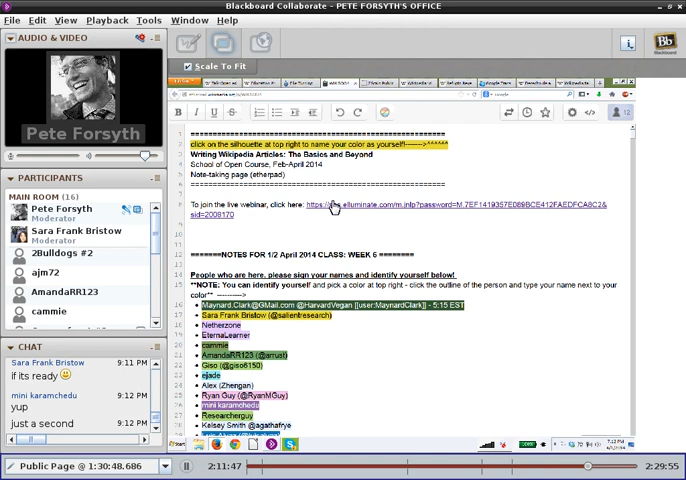 Blackboard Collaborate - PETE FORSYTH'S OFFICE
File Edit View Playback Tools Window Help
AUDIO & VIDEO
Pete Forsyth
PARTICIPANTS
MAIN ROOM (16)
Pete Forsyth
Moderator
Sara Frank Bristow
Moderator
2Bulldogs #2
ajm72
AmandaRR123
cammie
CHAT
Sara Frank Bristow 9:11 PM
if its ready
mini karamchedu 9:12 PM
yup
just a second 9:12 PM
Scale To Fit
Bb
click on the silhouette at top right to name your color as yourself!------->^^^^^^
Writing Wikipedia Articles: The Basics and Beyond
School of Open Course, Feb-April 2014
Note-taking page (etherpad)
To join the live webinar, click here:
sid=2008170
=======NOTES FOR 1/2 April 2014 CLASS: WEEK 6 =======
People who are here, please sign your names and identify yourself below!
**NOTE: You can identify yourself and pick a color at top right - click the outline of the person and type your name next to your
color** ---------->
Maynard.Clark@GMail.com @HarvardVegan [[user:MaynardClark]] - 5:15 EST
Sara Frank Bristow (@salientresearch)
Netherzone
EternaLearner
cammie
AmandaRR123 (@arrust)
Giso (@giso6150)
ejade
Alex (Zhengan)
Ryan Guy (@RyanMGuy)
mini karamchedu
Researcherguy
Kelsey Smith @agathafrye
Start
7:12 PM
Public Page @ 1:30:48.686
2:11:47
2:29:55